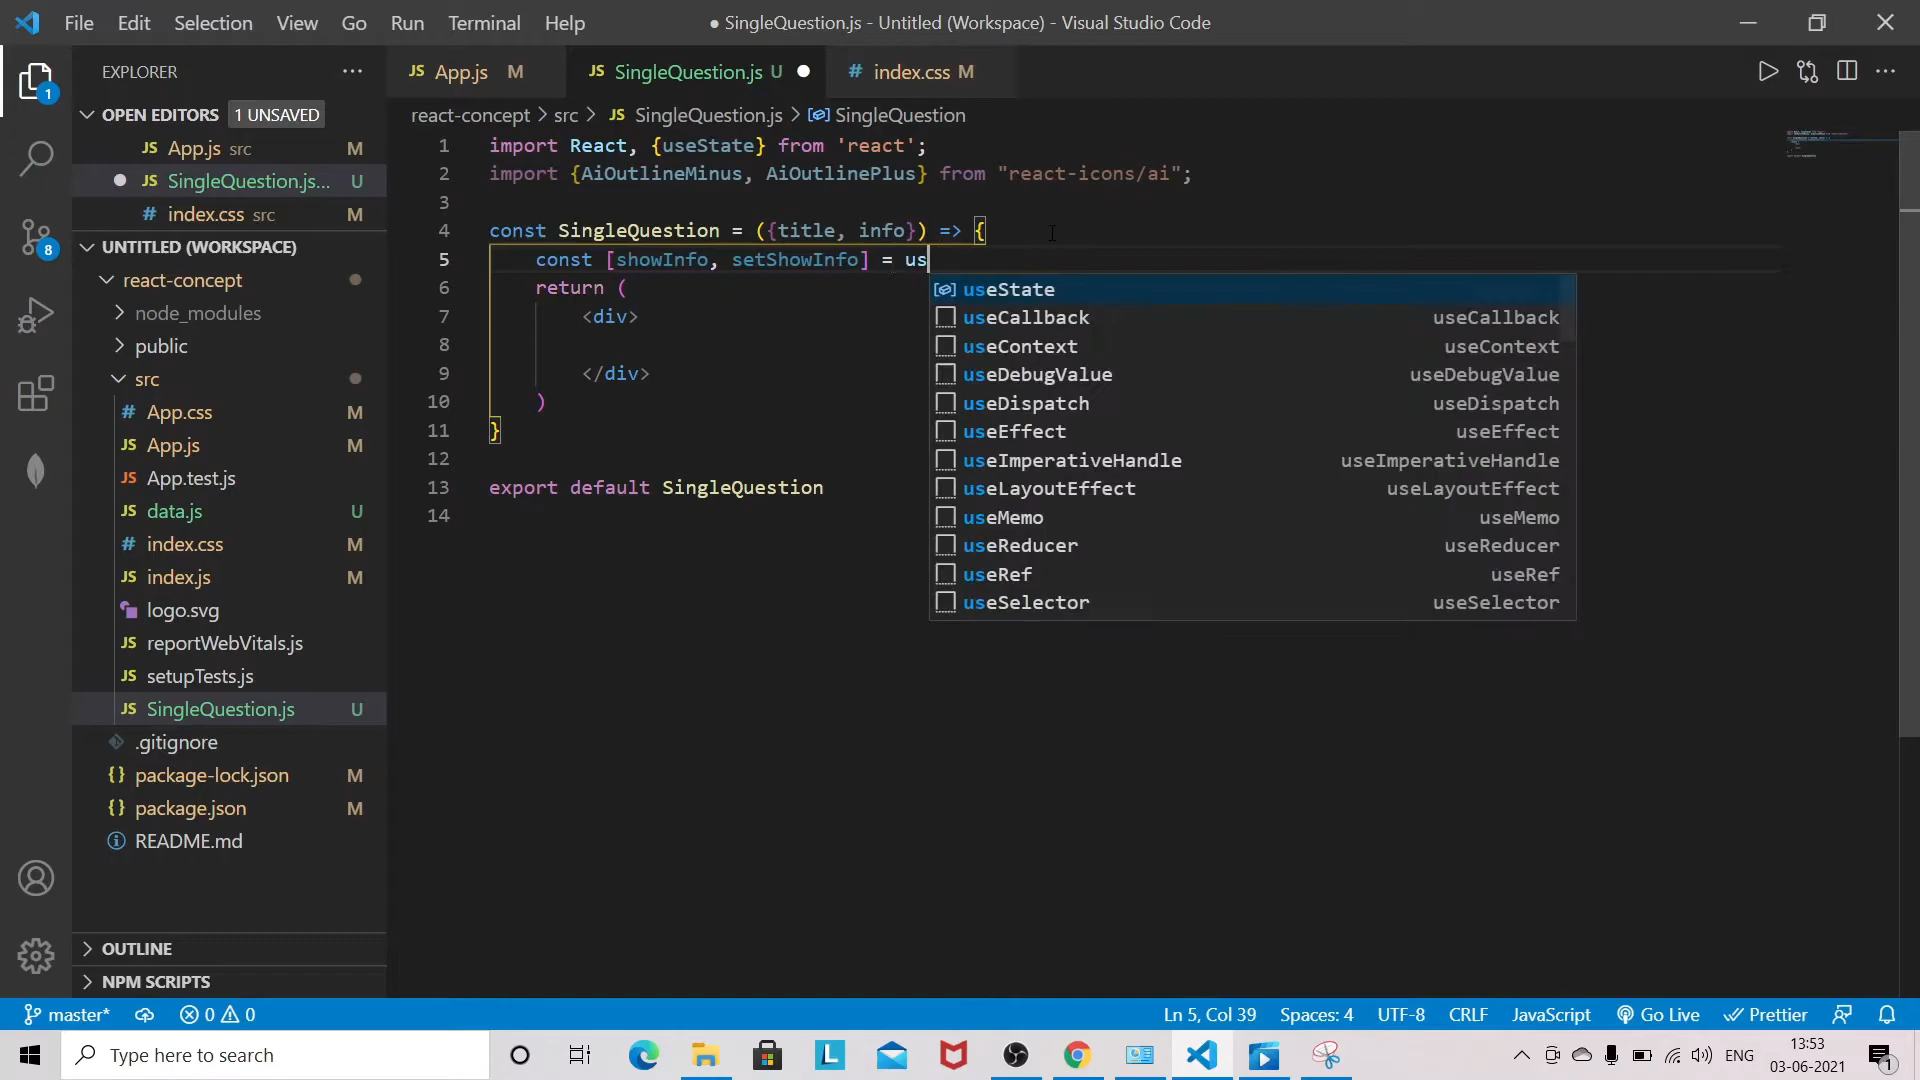 File Edit Selection View Go Run Terminal Help
● SingleQuestion.js - Untitled (Workspace) - Visual Studio Code
EXPLORER
OPEN EDITORS 1 UNSAVED
JS App.js src M
JS SingleQuestion.js... U
# index.css src M
UNTITLED (WORKSPACE)
react-concept
node_modules
public
src
# App.css M
JS App.js M
JS App.test.js
JS data.js U
# index.css M
JS index.js M
logo.svg
JS reportWebVitals.js
JS setupTests.js
JS SingleQuestion.js U
.gitignore
{} package-lock.json M
{} package.json M
README.md
OUTLINE
NPM SCRIPTS
1
8
JS App.js M
JS SingleQuestion.js U
# index.css M
react-concept > src > JS SingleQuestion.js > SingleQuestion
1 import React, {useState} from 'react';
2 import {AiOutlineMinus, AiOutlinePlus} from "react-icons/ai";
3
4 const SingleQuestion = ({title, info}) => {
5 const [showInfo, setShowInfo] = us
6 return (
7 <div>
8
9 </div>
10 )
11 }
12
13 export default SingleQuestion
14
useState
useCallback useCallback
useContext useContext
useDebugValue useDebugValue
useDispatch useDispatch
useEffect useEffect
useImperativeHandle useImperativeHandle
useLayoutEffect useLayoutEffect
useMemo useMemo
useReducer useReducer
useRef useRef
useSelector useSelector
master* 0 0 Ln 5, Col 39 Spaces: 4 UTF-8 CRLF JavaScript Go Live Prettier
Type here to search
L
ENG
13:53
03-06-2021
1